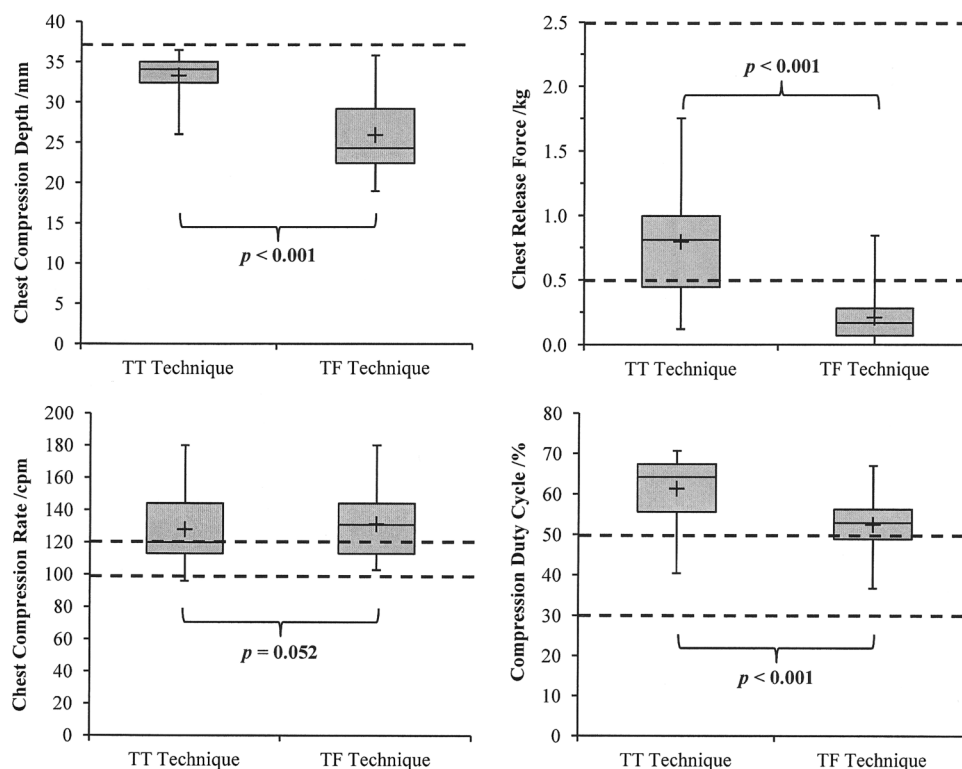 Chest Compression Depth /mm
40
35
30
25
20
15
10
5
0
p < 0.001
TT Technique
TF Technique
Chest Release Force /kg
2.5
2.0
1.5
1.0
0.5
0.0
p < 0.001
TT Technique
TF Technique
Chest Compression Rate /cpm
200
180
160
140
120
100
80
60
40
20
0
p = 0.052
TT Technique
TF Technique
Compression Duty Cycle /%
80
70
60
50
40
30
20
10
0
p < 0.001
TT Technique
TF Technique